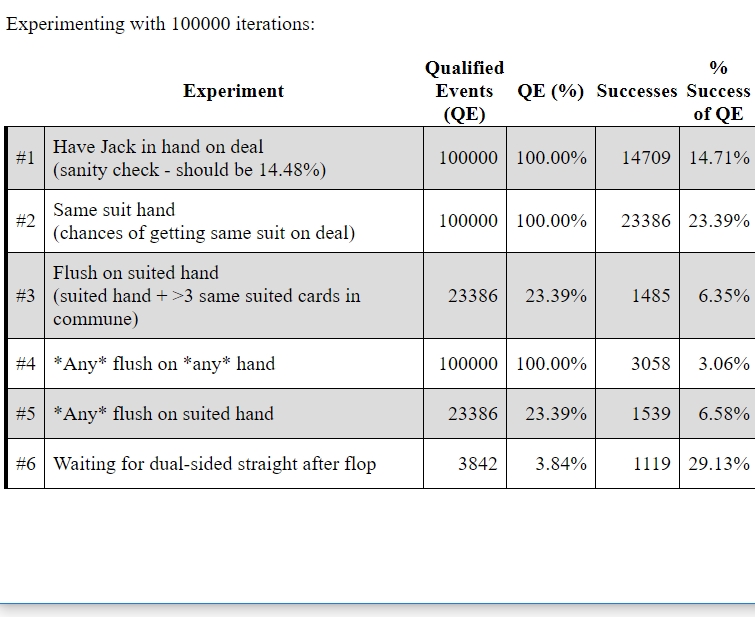 Experimenting with 100000 iterations:
Experiment
Qualified
Events
(QE)
QE (%)
Successes
%
Success
of QE
#1
Have Jack in hand on deal
(sanity check - should be 14.48%)
100000 100.00% 14709 14.71%
#2
Same suit hand
(chances of getting same suit on deal)
100000 100.00% 23386 23.39%
#3
Flush on suited hand
(suited hand + >3 same suited cards in
commune)
23386 23.39% 1485 6.35%
#4 *Any* flush on *any* hand 100000 100.00% 3058 3.06%
#5 *Any* flush on suited hand 23386 23.39% 1539 6.58%
#6 Waiting for dual-sided straight after flop 3842 3.84% 1119 29.13%